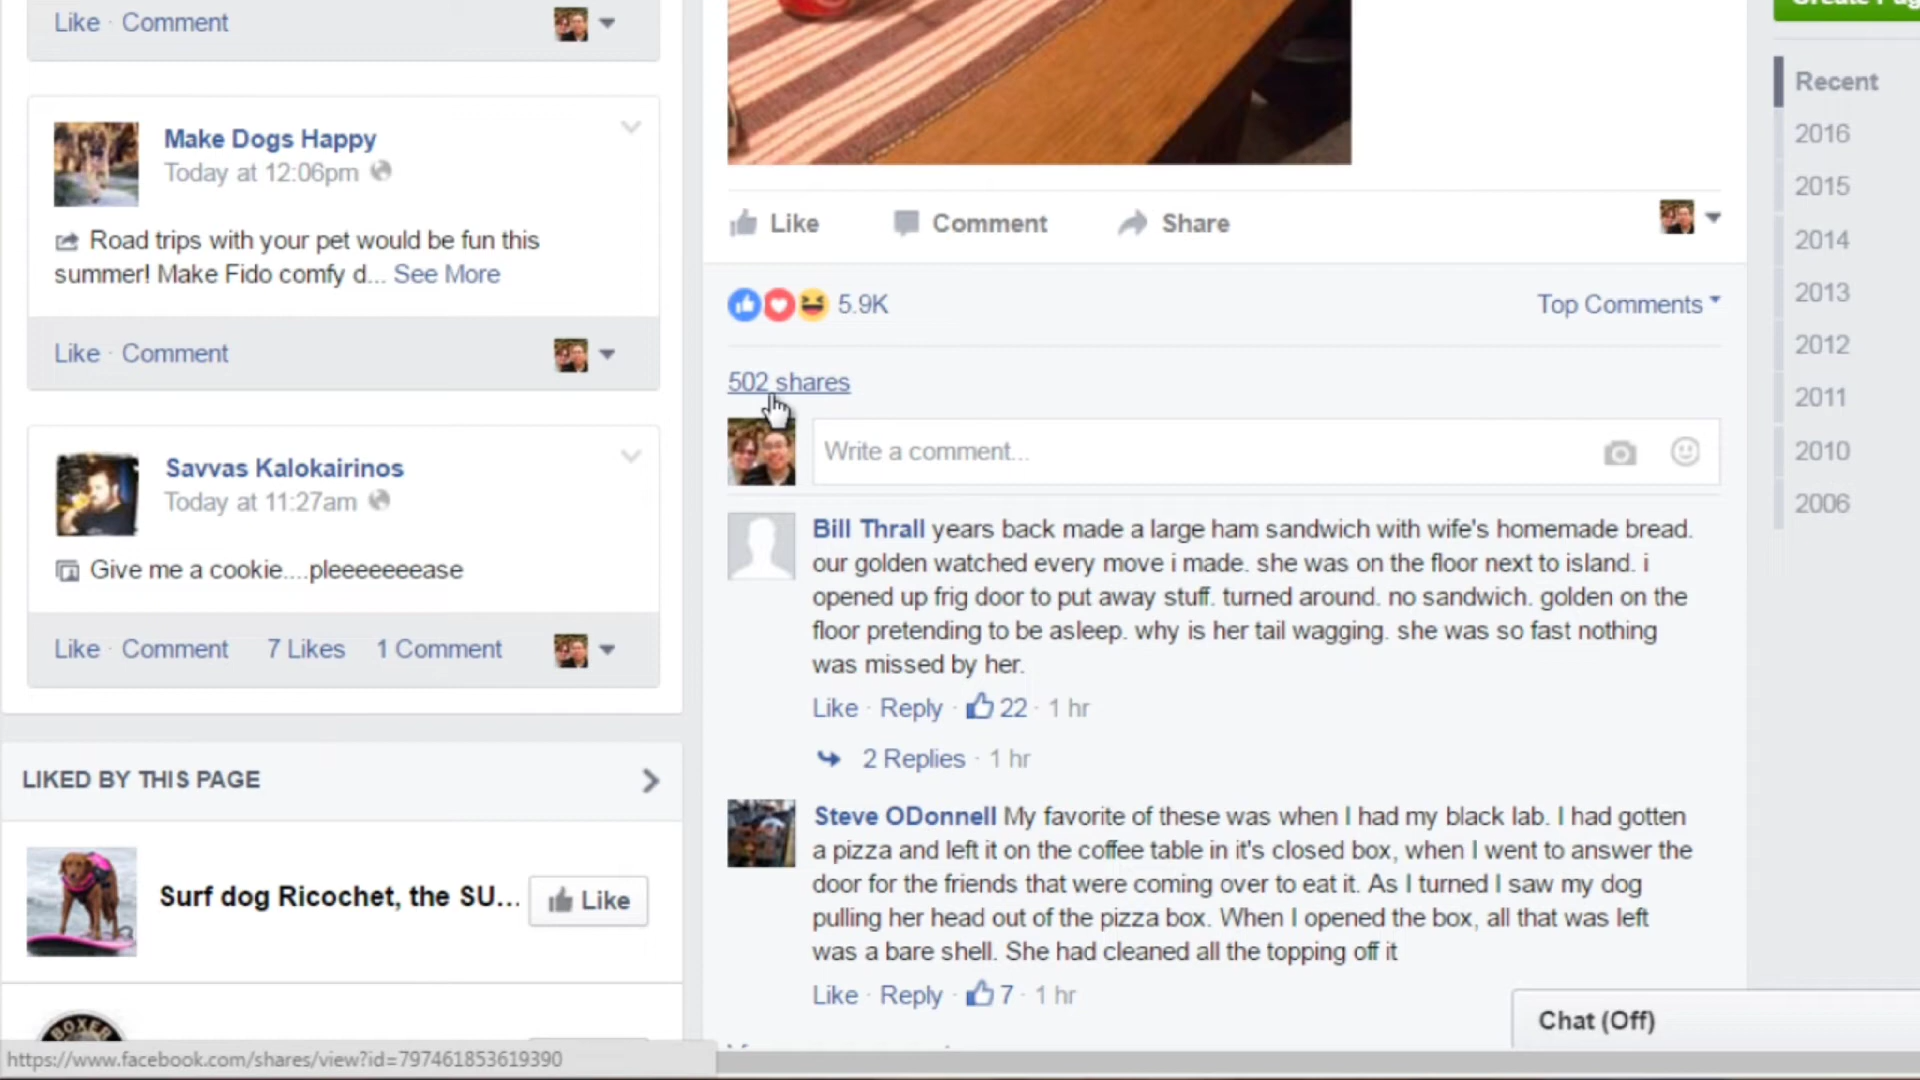 Like · Comment
Make Dogs Happy
Today at 12:06pm
Road trips with your pet would be fun this
summer! Make Fido comfy d... See More
Like · Comment
Savvas Kalokairinos
Today at 11:27am
Give me a cookie....pleeeeeeease
Like · Comment 7 Likes 1 Comment
LIKED BY THIS PAGE
Surf dog Ricochet, the SU...
Like
BOXER
https://www.facebook.com/shares/view?id=797461853619390
Like Comment Share
5.9K
Top Comments
502 shares
Write a comment...
Bill Thrall years back made a large ham sandwich with wife's homemade bread.
our golden watched every move i made. she was on the floor next to island. i
opened up frig door to put away stuff. turned around. no sandwich. golden on the
floor pretending to be asleep. why is her tail wagging. she was so fast nothing
was missed by her.
Like · Reply · 22 · 1 hr
2 Replies · 1 hr
Steve ODonnell My favorite of these was when I had my black lab. I had gotten
a pizza and left it on the coffee table in it's closed box, when I went to answer the
door for the friends that were coming over to eat it. As I turned I saw my dog
pulling her head out of the pizza box. When I opened the box, all that was left
was a bare shell. She had cleaned all the topping off it
Like · Reply · 7 · 1 hr
Create
Recent
2016
2015
2014
2013
2012
2011
2010
2006
Chat (Off)